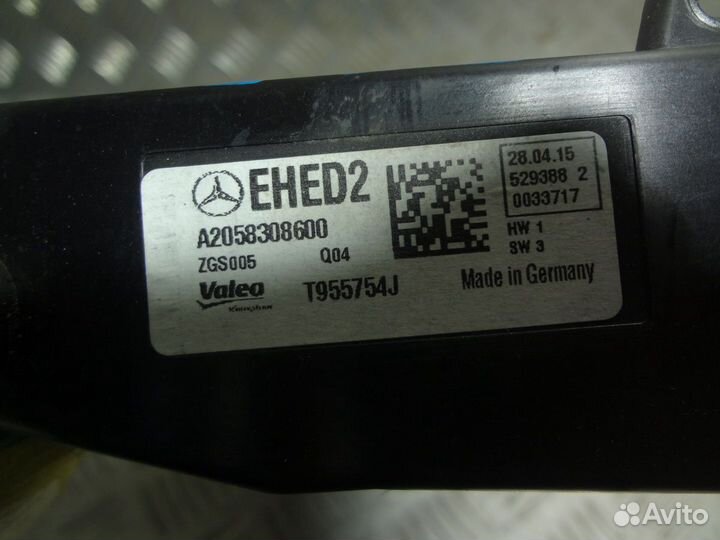 EHED2
A2058308600
ZGS005 Q04
Valeo T955754J
28.04.15
529388 2
0033717
HW 1
SW 3
Made in Germany
Avito